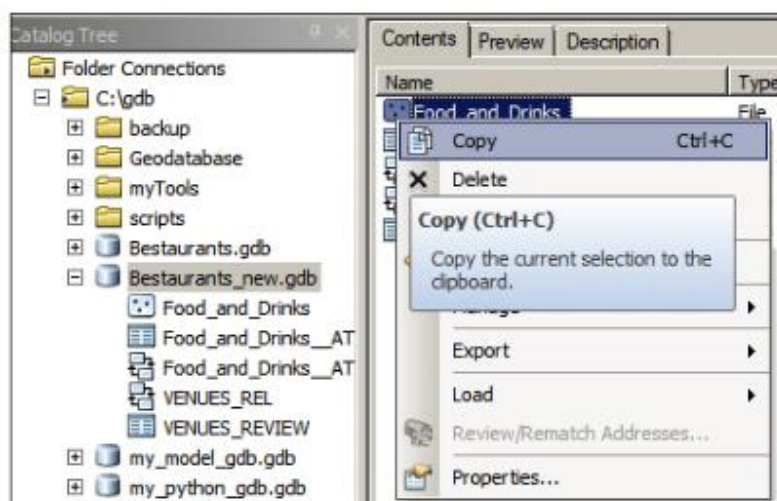 Catalog Tree
Folder Connections
C:\gdb
backup
Geodatabase
myTools
scripts
Bestaurants.gdb
Bestaurants_new.gdb
Food_and_Drinks
Food_and_Drinks__AT
Food_and_Drinks__AT
VENUES_REL
VENUES_REVIEW
my_model_gdb.gdb
my_python_gdb.gdb
Contents Preview Description
Name Type
Food_and_Drinks File
Copy Ctrl+C
Delete
Copy (Ctrl+C)
Copy the current selection to the
clipboard.
Manage
Export
Load
Review/Rematch Addresses...
Properties...